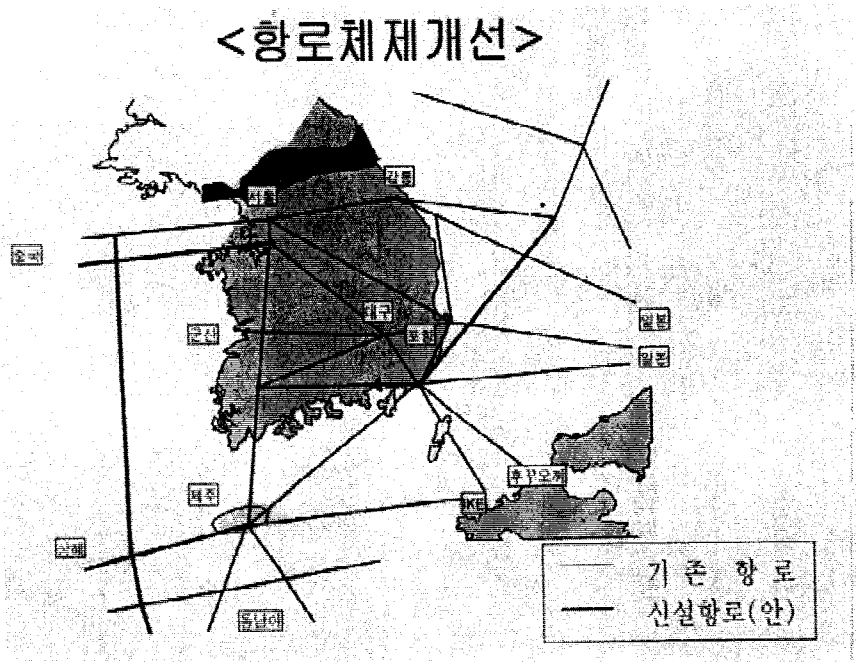 <항로체제개선>
강릉
서울
중국
대구
일본
군산
포항
일본
후꾸오까
제주
IKE
상해
동남아
기 존 항 로
신설항로(안)